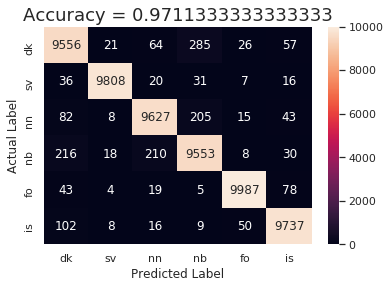 Accuracy = 0.9711333333333333
dk 9556 21 64 285 26 57
sv 36 9808 20 31 7 16
nn 82 8 9627 205 15 43
nb 216 18 210 9553 8 30
fo 43 4 19 5 9987 78
is 102 8 16 9 50 9737
dk sv nn nb fo is
Actual Label
Predicted Label
10000
8000
6000
4000
2000
0